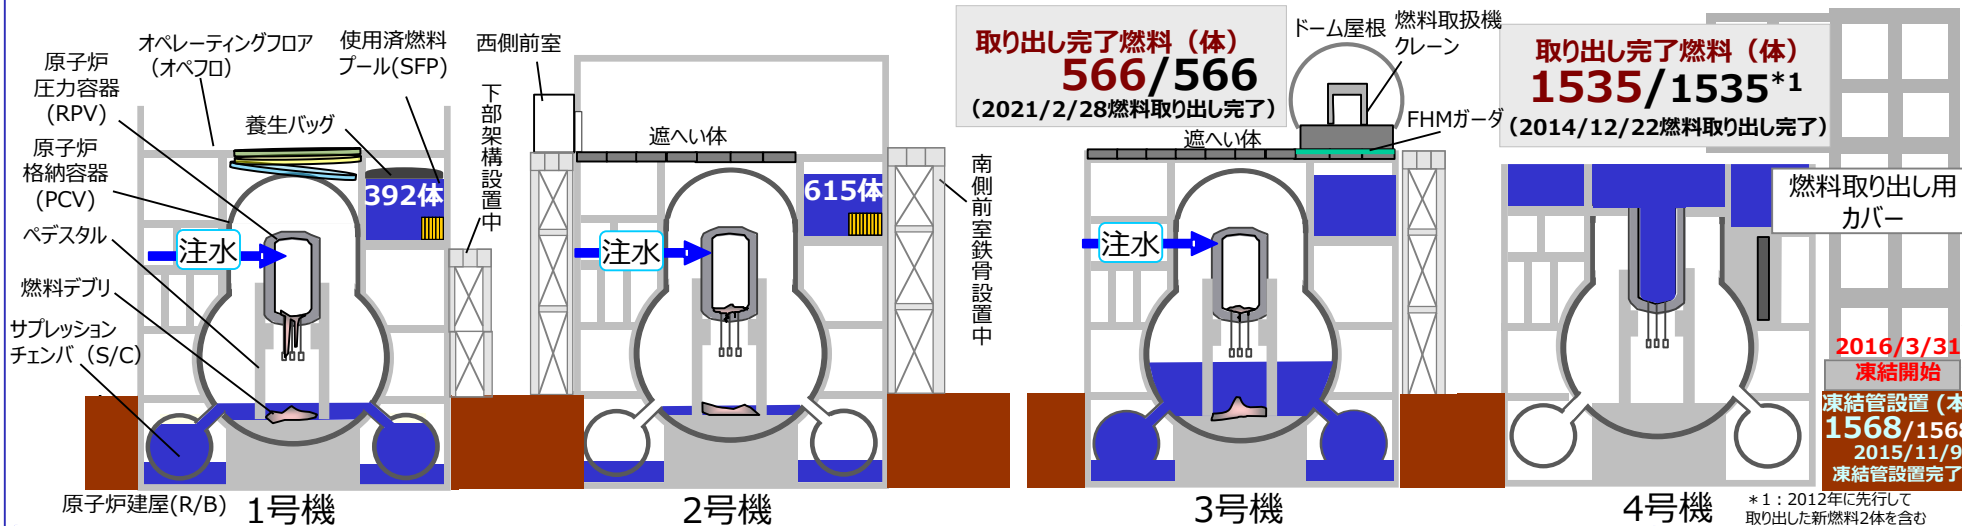 原子炉
圧力容器
(RPV)
オペレーティングフロア
（オペフロ）
使用済燃料
プール(SFP)
養生バッグ
原子炉
格納容器
(PCV)
ペデスタル
燃料デブリ
サプレッション
チェンバ（S/C）
原子炉建屋(R/B)
注水
392体
下部架構設置中
1号機
西側前室
遮へい体
615体
注水
南側前室鉄骨設置中
2号機
取り出し完了燃料（体）
566/566
（2021/2/28燃料取り出し完了）
ドーム屋根
燃料取扱機
クレーン
FHMガーダ
遮へい体
注水
3号機
取り出し完了燃料（体）
1535/1535*1
（2014/12/22燃料取り出し完了）
燃料取り出し用
カバー
4号機
2016/3/31
凍結開始
凍結管設置 (本
1568/1568
2015/11/9
凍結管設置完了
*1：2012年に先行して
取り出した新燃料2体を含む